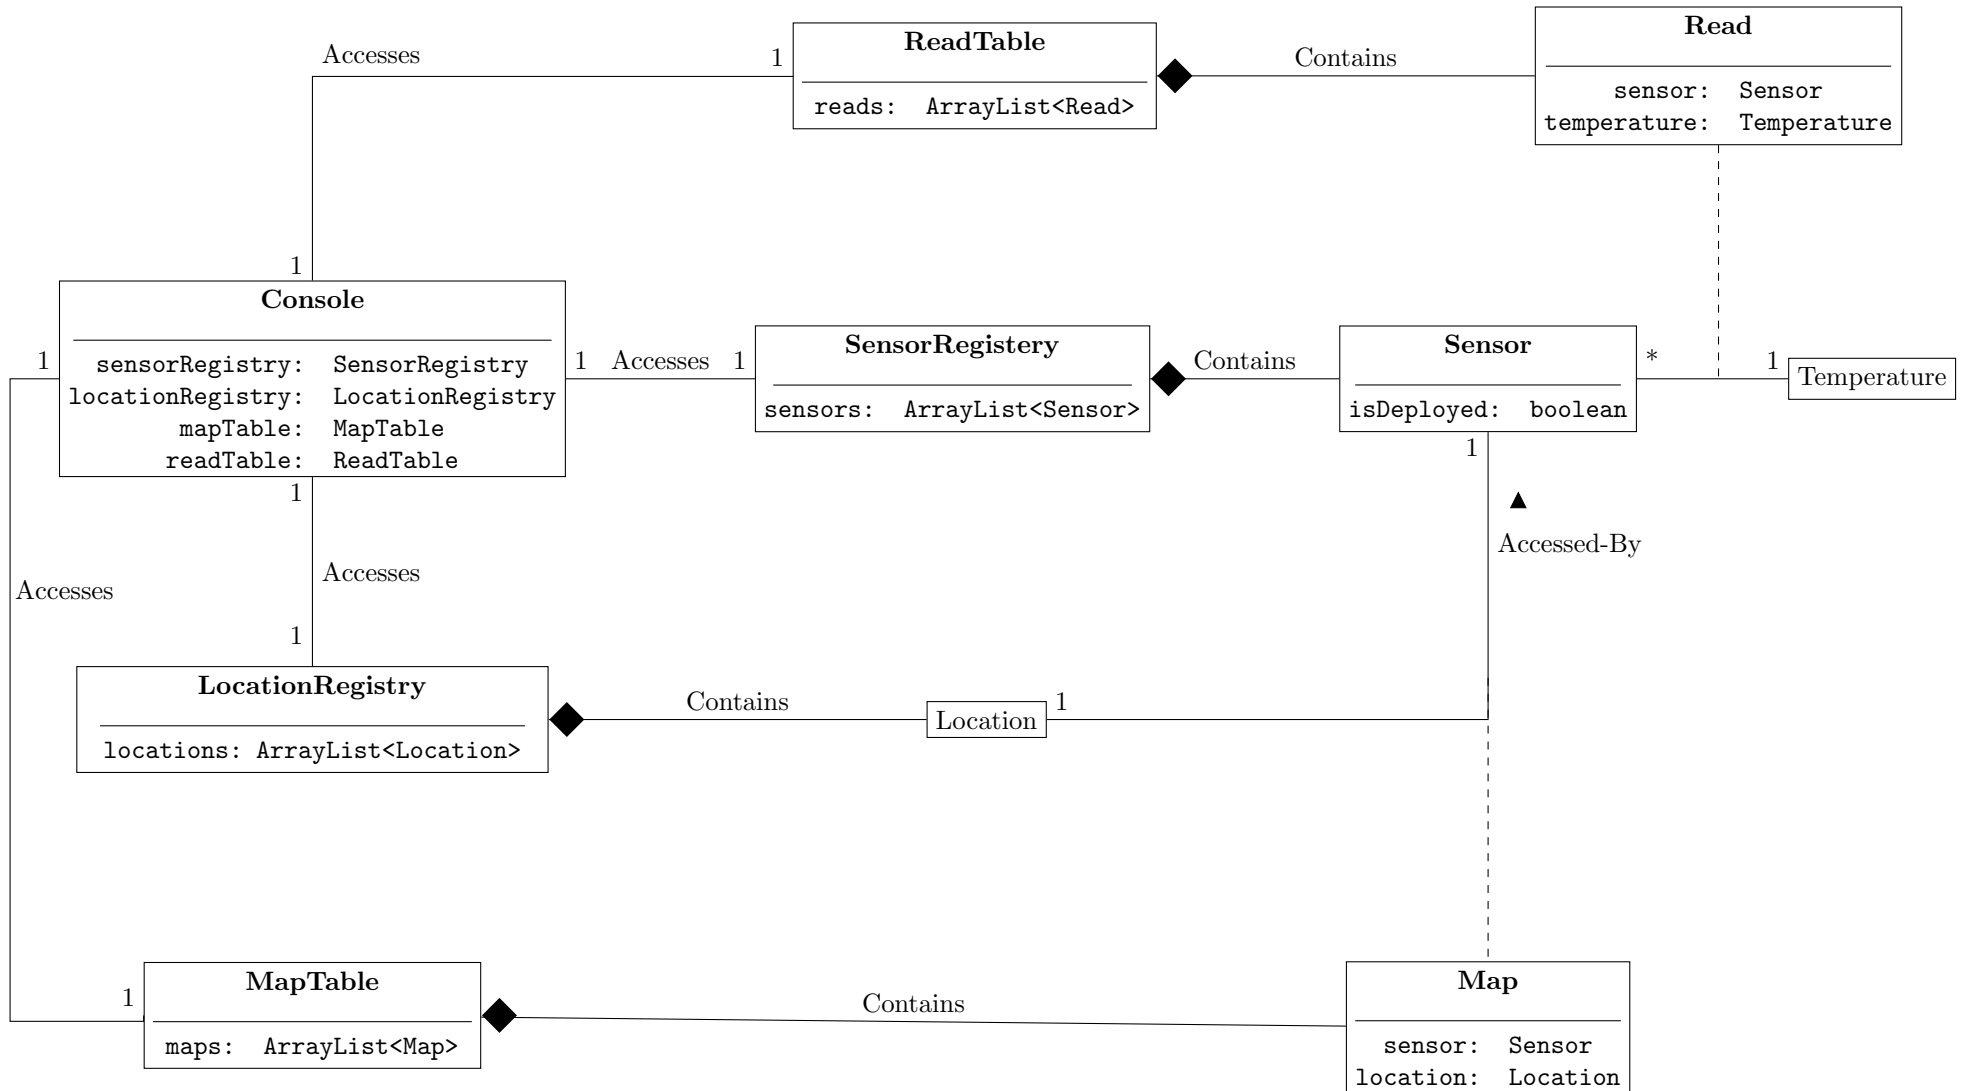 Read
sensor: Sensor
temperature: Temperature
ReadTable
reads: ArrayList<Read>
Accesses
1
Contains
1
Console
sensorRegistry: SensorRegistry
locationRegistry: LocationRegistry
mapTable: MapTable
readTable: ReadTable
1
1
Accesses
1
SensorRegistery
sensors: ArrayList<Sensor>
Contains
Sensor
isDeployed: boolean
*
1
Temperature
1
1
Accessed-By
Accesses
Accesses
1
LocationRegistry
locations: ArrayList<Location>
Contains
Location
1
1
MapTable
maps: ArrayList<Map>
Contains
Map
sensor: Sensor
location: Location